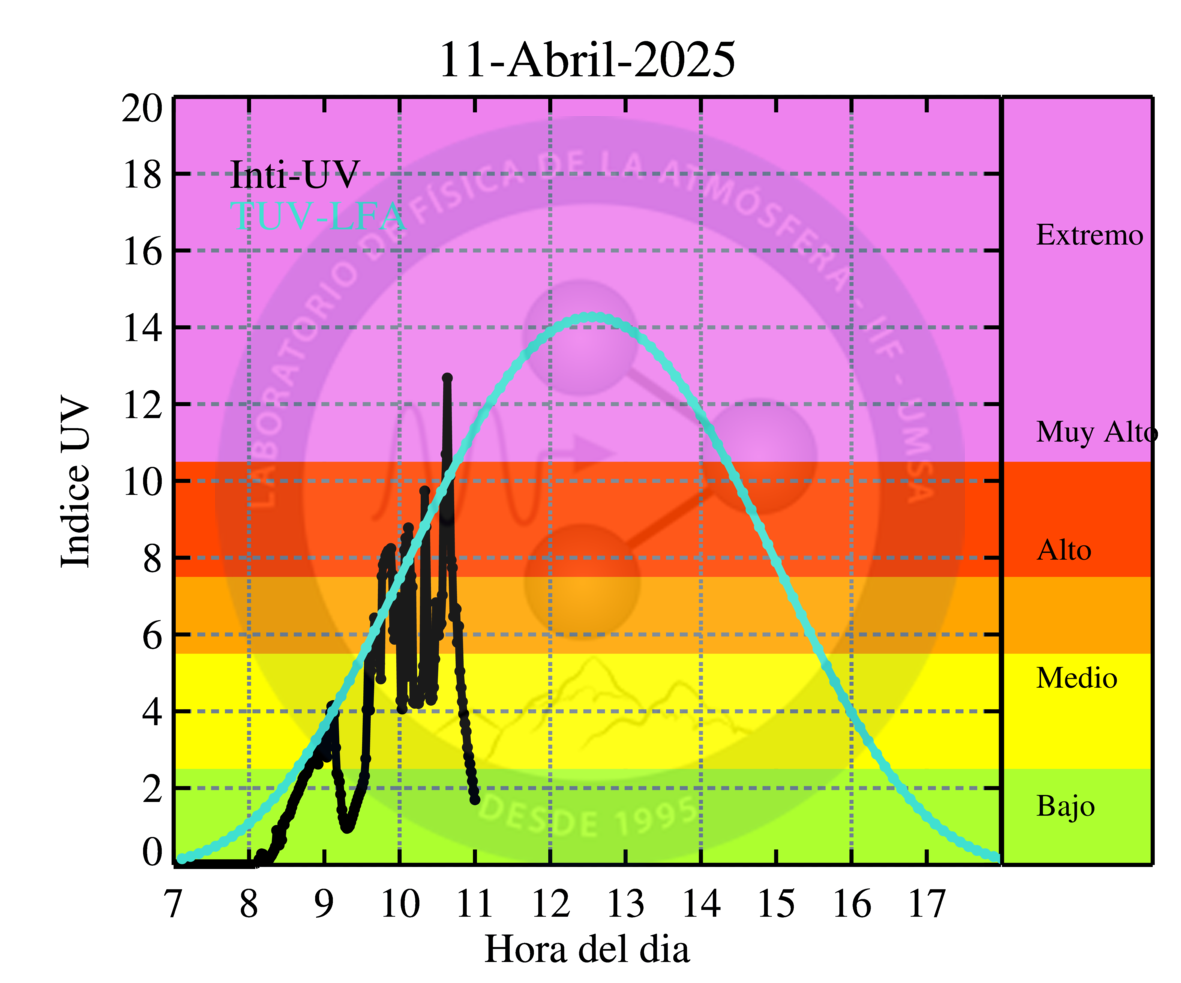 11-Abril-2025
20
18
16
14
12
10
8
6
4
2
0
Indice UV
Inti-UV
TUV-LFA
LABORATORIO DE FÍSICA DE LA ATMÓSFERA - IIF - UMSA
DESDE 1995
Extremo
Muy Alto
Alto
Medio
Bajo
7 8 9 10 11 12 13 14 15 16 17
Hora del dia